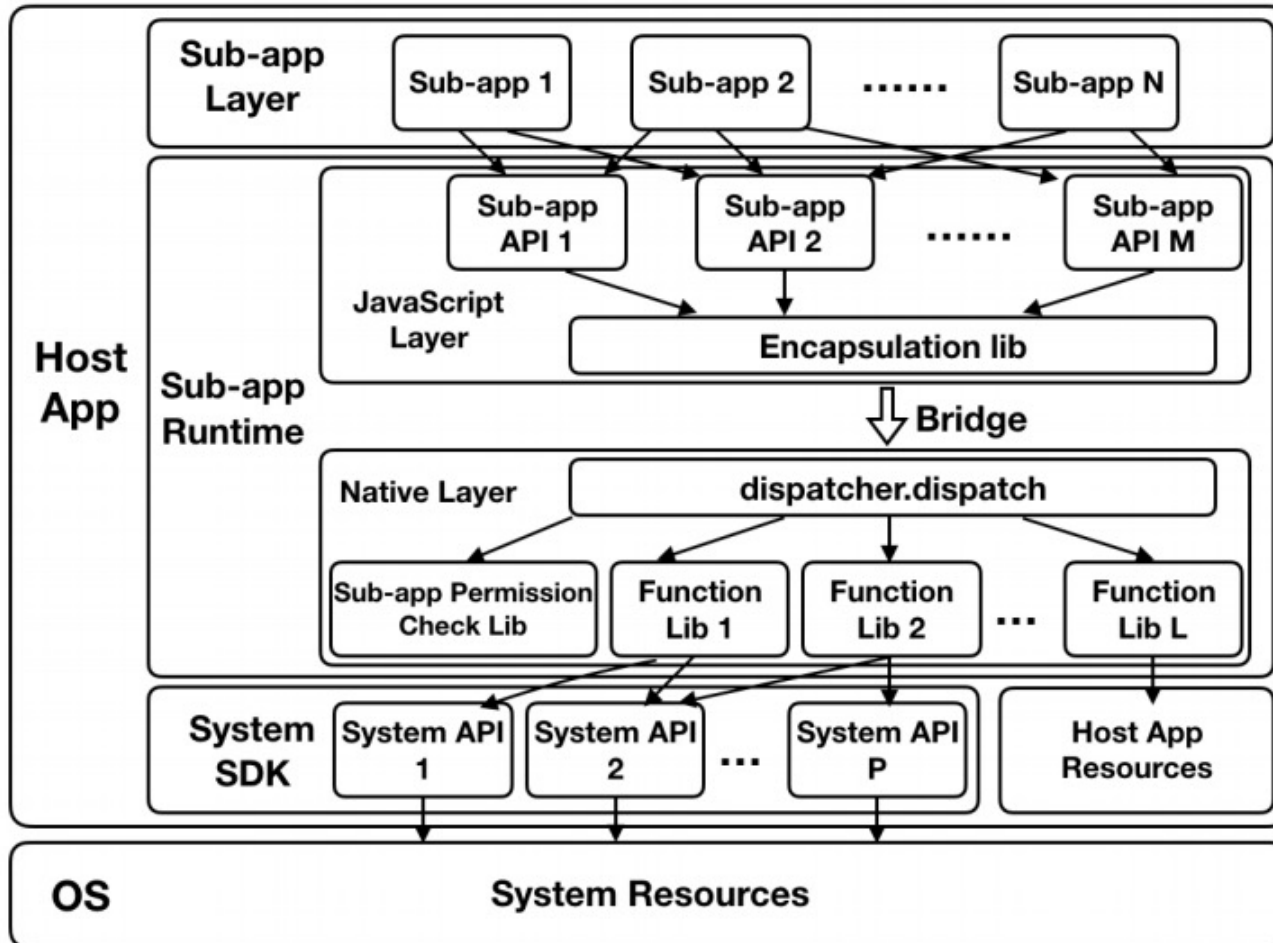 Sub-app
Layer
Sub-app 1
Sub-app 2
......
Sub-app N
Host
App
Sub-app
Runtime
JavaScript
Layer
Sub-app
API 1
Sub-app
API 2
......
Sub-app
API M
Encapsulation lib
Bridge
Native Layer
dispatcher.dispatch
Sub-app Permission
Check Lib
Function
Lib 1
Function
Lib 2
...
Function
Lib L
System
SDK
System API
1
System API
2
...
System API
P
Host App
Resources
OS
System Resources